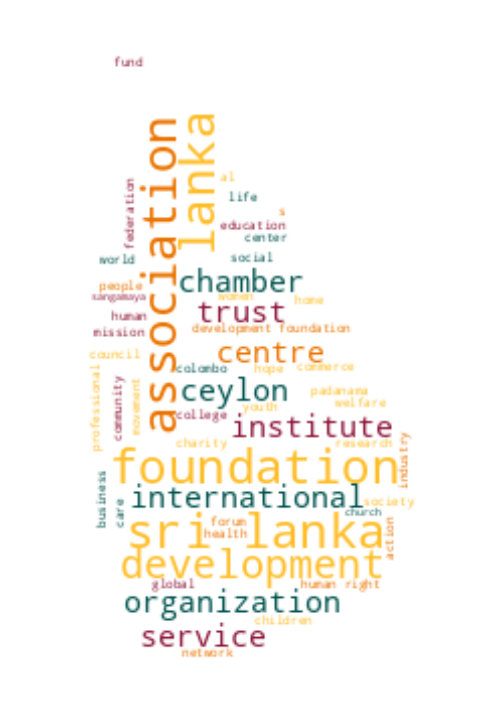 fund
association
lanka
al
federation
life
s
education
center
world
social
chamber
people
sangamaya
women
home
trust
human
mission
development foundation
centre
council
colombo
hope
commerce
professional
community
movement
ceylon
padanama
youth
welfare
college
institute
charity
research
industry
foundation
business
care
international
society
church
sri lanka
forum
health
action
development
global
human right
organization
children
service
network